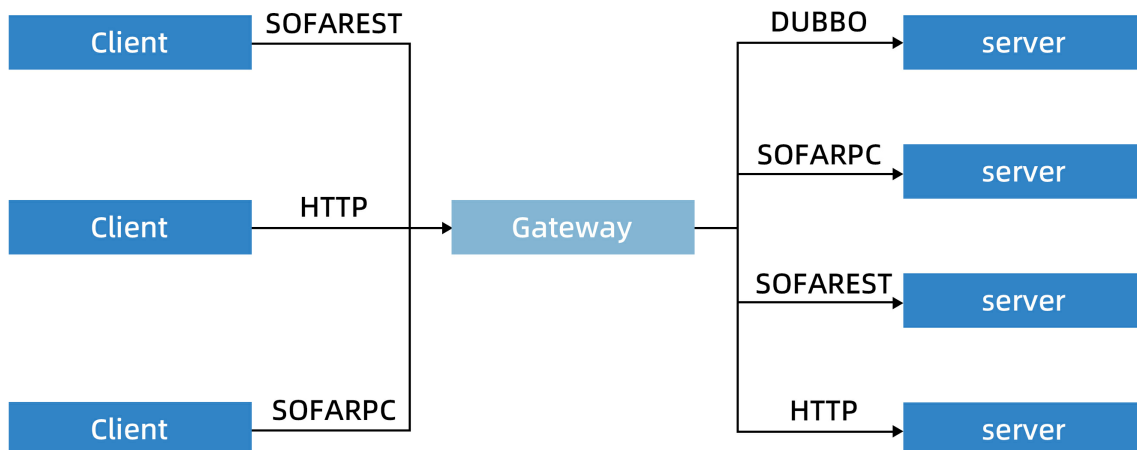 SOFAREST
Client
HTTP
Client
SOFARPC
Client
Gateway
DUBBO
server
SOFARPC
server
SOFAREST
server
HTTP
server